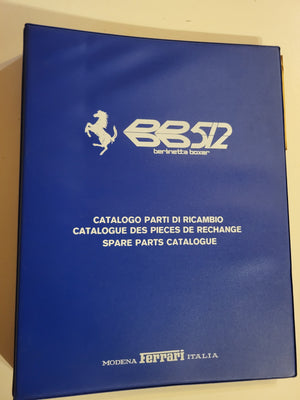 BB512
berlinetta boxer
CATALOGO PARTI DI RICAMBIO
CATALOGUE DES PIECES DE RECHANGE
SPARE PARTS CATALOGUE
MODENA Ferrari ITALIA